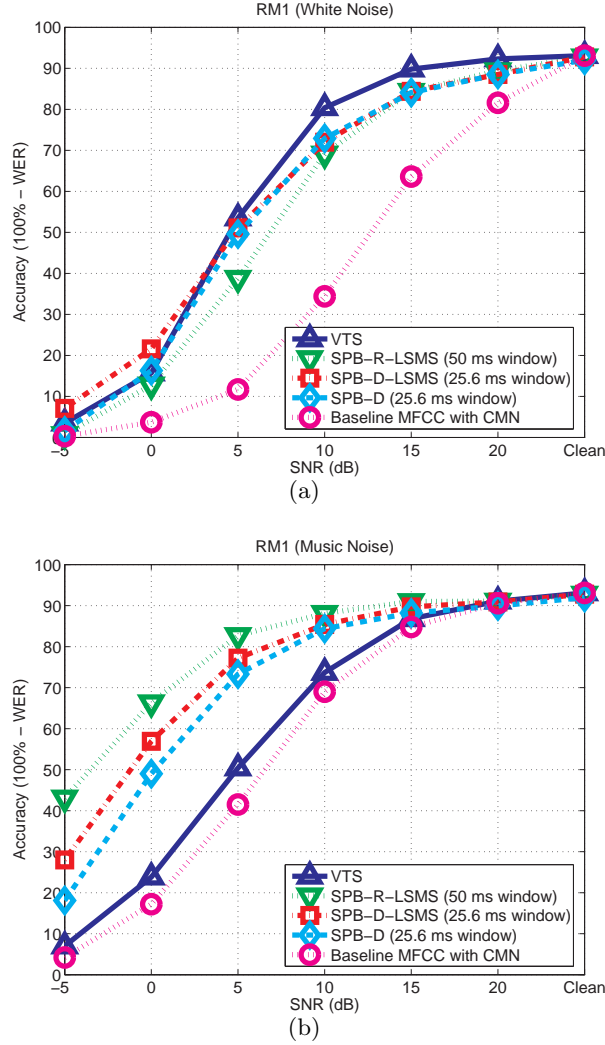 RM1 (White Noise)
100
90
80
70
60
50
40
30
20
10
0
Accuracy (100% − WER)
VTS
SPB−R−LSMS (50 ms window)
SPB−D−LSMS (25.6 ms window)
SPB−D (25.6 ms window)
Baseline MFCC with CMN
−5 0 5 10 15 20 Clean
SNR (dB)
(a)
RM1 (Music Noise)
100
90
80
70
60
50
40
30
20
10
0
Accuracy (100% − WER)
VTS
SPB−R−LSMS (50 ms window)
SPB−D−LSMS (25.6 ms window)
SPB−D (25.6 ms window)
Baseline MFCC with CMN
−5 0 5 10 15 20 Clean
SNR (dB)
(b)